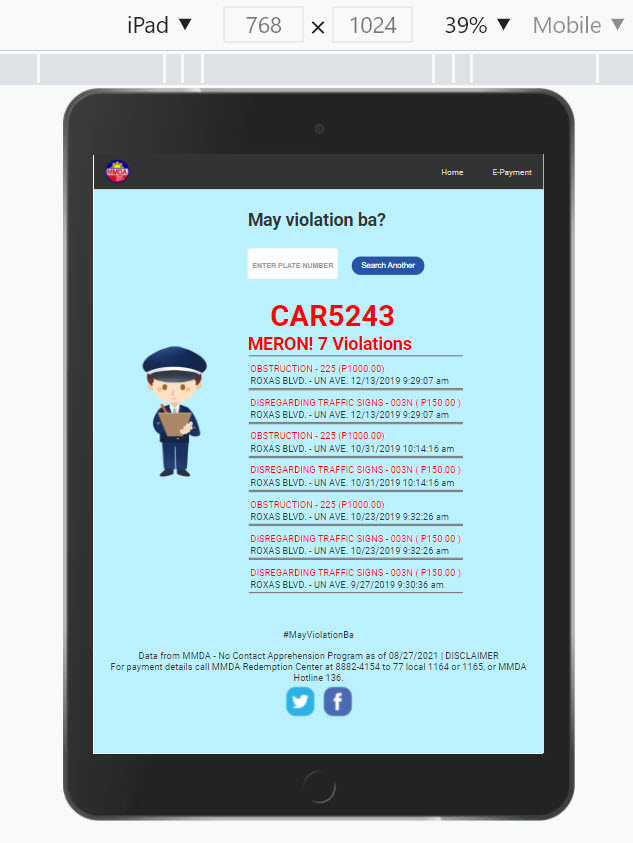 iPad ▼ 768 × 1024 39% ▼ Mobile ▼
MMDA
Home E-Payment
May violation ba?
ENTER PLATE NUMBER Search Another
CAR5243
MERON! 7 Violations
OBSTRUCTION - 225 (P1000.00)
ROXAS BLVD. - UN AVE. 12/13/2019 9:29:07 am
DISREGARDING TRAFFIC SIGNS - 003N ( P150.00 )
ROXAS BLVD. - UN AVE. 12/13/2019 9:29:07 am
OBSTRUCTION - 225 (P1000.00)
ROXAS BLVD. - UN AVE. 10/31/2019 10:14:16 am
DISREGARDING TRAFFIC SIGNS - 003N ( P150.00 )
ROXAS BLVD. - UN AVE. 10/31/2019 10:14:16 am
OBSTRUCTION - 225 (P1000.00)
ROXAS BLVD. - UN AVE. 10/23/2019 9:32:26 am
DISREGARDING TRAFFIC SIGNS - 003N ( P150.00 )
ROXAS BLVD. - UN AVE. 10/23/2019 9:32:26 am
DISREGARDING TRAFFIC SIGNS - 003N ( P150.00 )
ROXAS BLVD. - UN AVE. 9/27/2019 9:30:36 am
#MayViolationBa
Data from MMDA - No Contact Apprehension Program as of 08/27/2021 | DISCLAIMER
For payment details call MMDA Redemption Center at 8882-4154 to 77 local 1164 or 1165, or MMDA
Hotline 136.